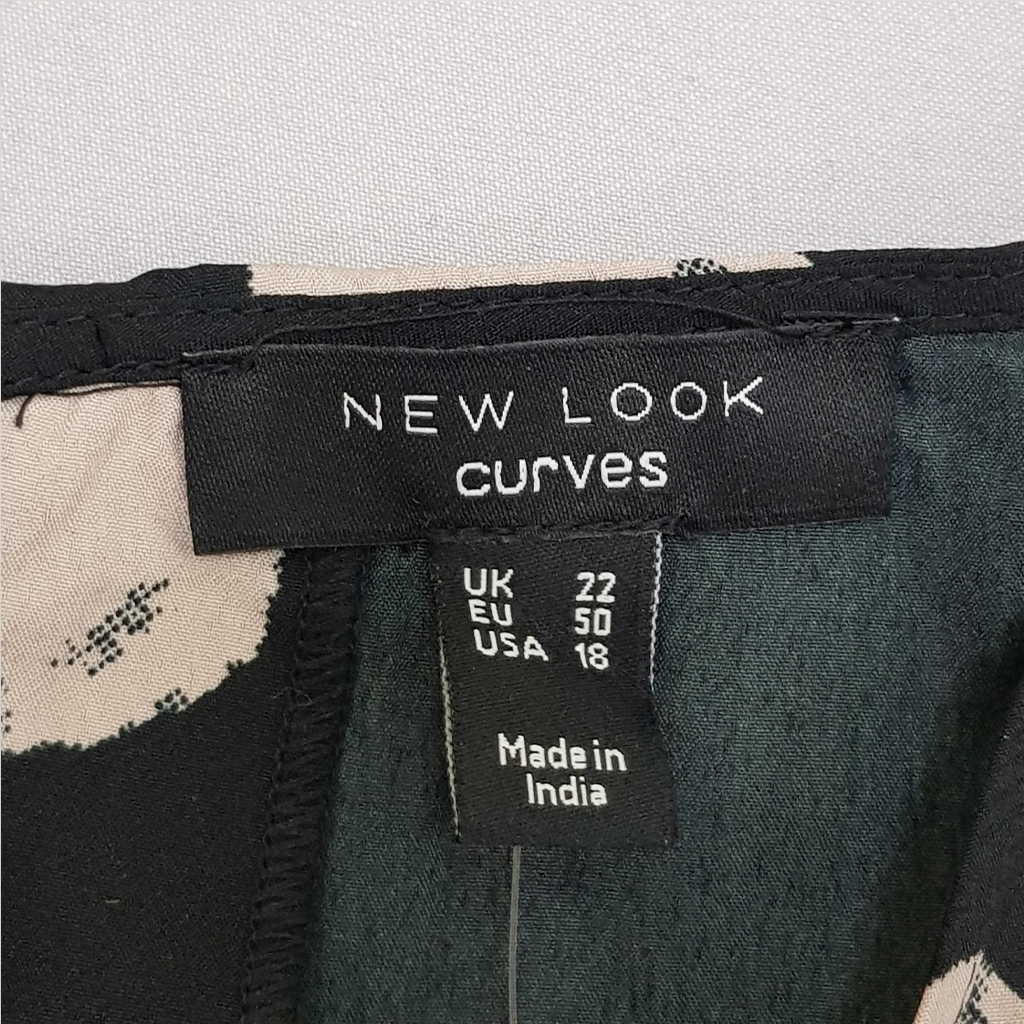 NEW LOOK
curves
UK 22
EU 50
USA 18
Made in
India